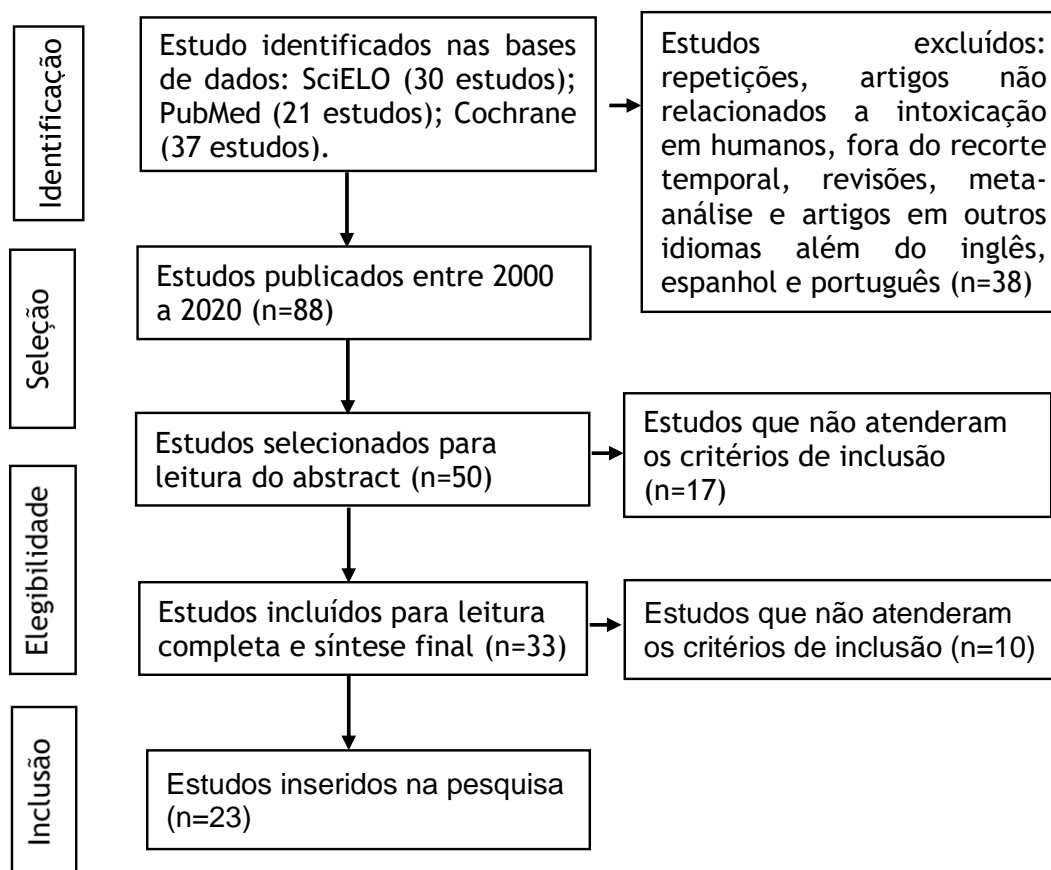 Identificação
Estudo identificados nas bases
de dados: SciELO (30 estudos);
PubMed (21 estudos); Cochrane
(37 estudos).
Estudos excluídos:
repetições, artigos não
relacionados a intoxicação
em humanos, fora do recorte
temporal, revisões, meta-
análise e artigos em outros
idiomas além do inglês,
espanhol e português (n=38)
Seleção
Estudos publicados entre 2000
a 2020 (n=88)
Estudos selecionados para
leitura do abstract (n=50)
Estudos que não atenderam
os critérios de inclusão
(n=17)
Elegibilidade
Estudos incluídos para leitura
completa e síntese final (n=33)
Estudos que não atenderam
os critérios de inclusão (n=10)
Inclusão
Estudos inseridos na pesquisa
(n=23)